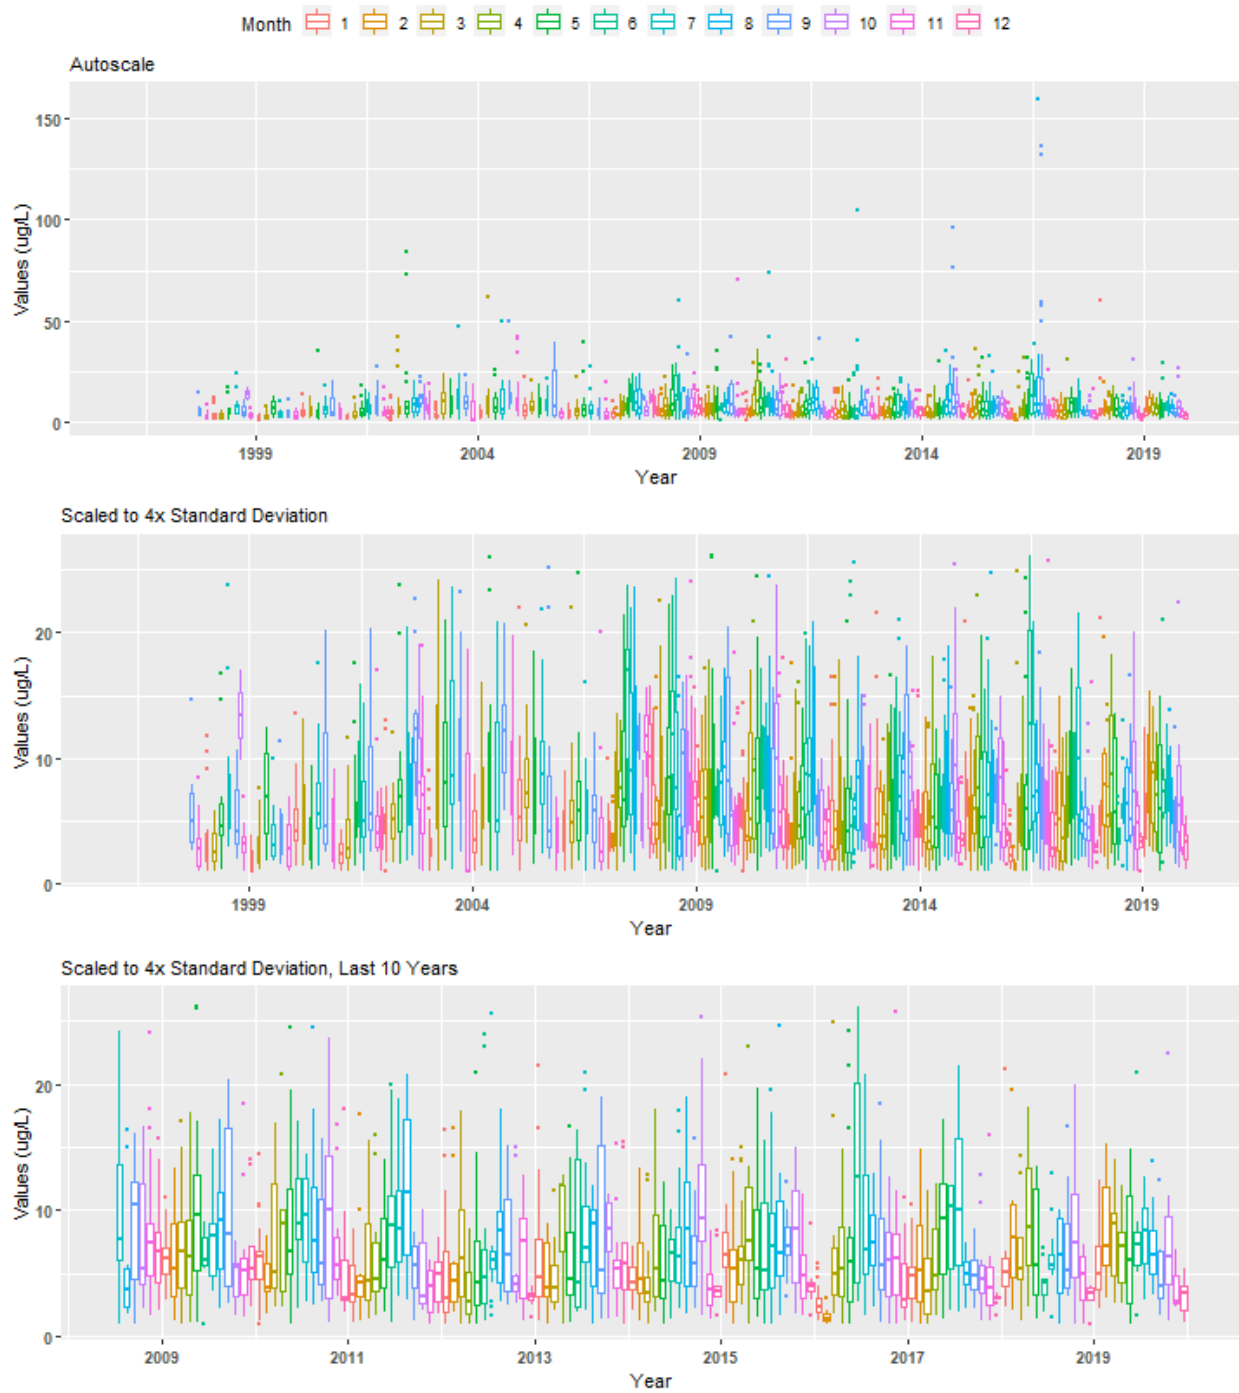 Month 1 2 3 4 5 6 7 8 9 10 11 12
Autoscale
Values (ug/L)
150
100
50
0
1999 2004 2009 2014 2019
Year
Scaled to 4x Standard Deviation
Values (ug/L)
20
10
0
1999 2004 2009 2014 2019
Year
Scaled to 4x Standard Deviation, Last 10 Years
Values (ug/L)
20
10
0
2009 2011 2013 2015 2017 2019
Year